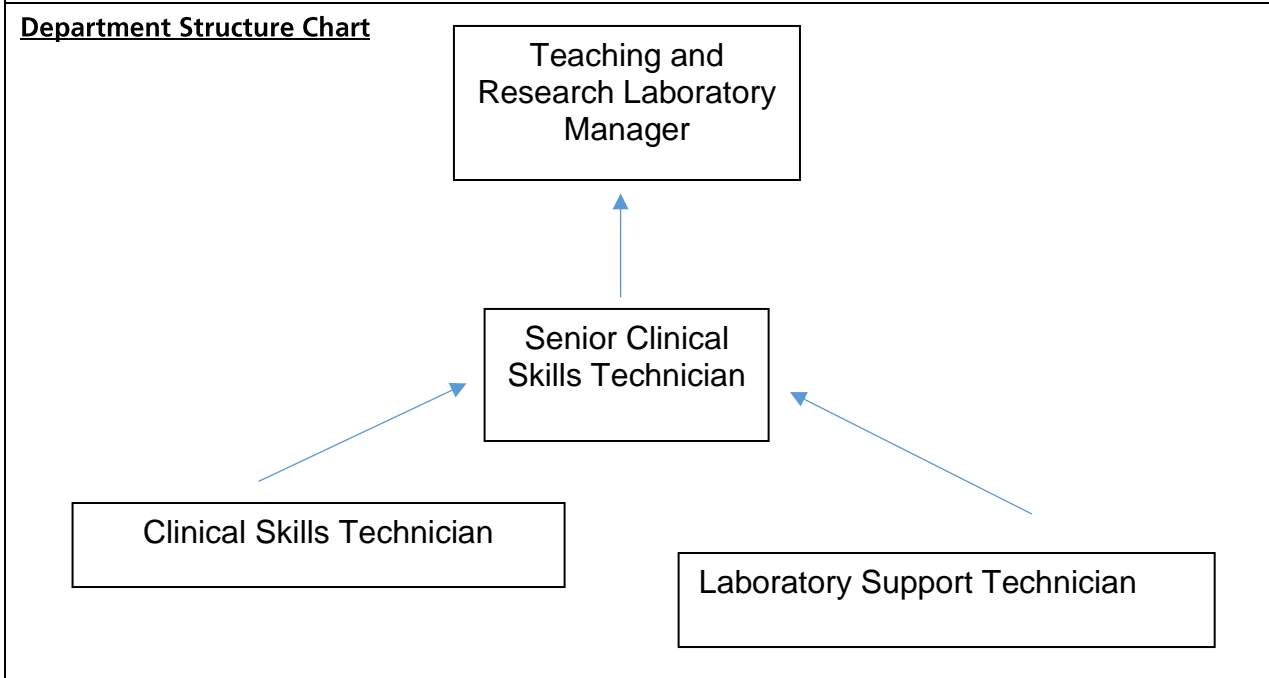 Department Structure Chart
Teaching and
Research Laboratory
Manager
Senior Clinical
Skills Technician
Clinical Skills Technician
Laboratory Support Technician